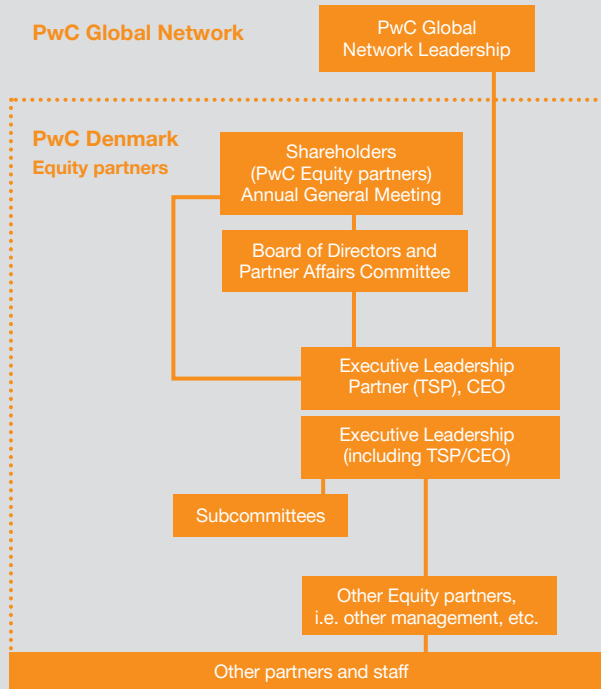 PwC Global Network
PwC Global
Network Leadership
PwC Denmark
Equity partners
Shareholders
(PwC Equity partners)
Annual General Meeting
Board of Directors and
Partner Affairs Committee
Executive Leadership
Partner (TSP), CEO
Executive Leadership
(including TSP/CEO)
Subcommittees
Other Equity partners,
i.e. other management, etc.
Other partners and staff